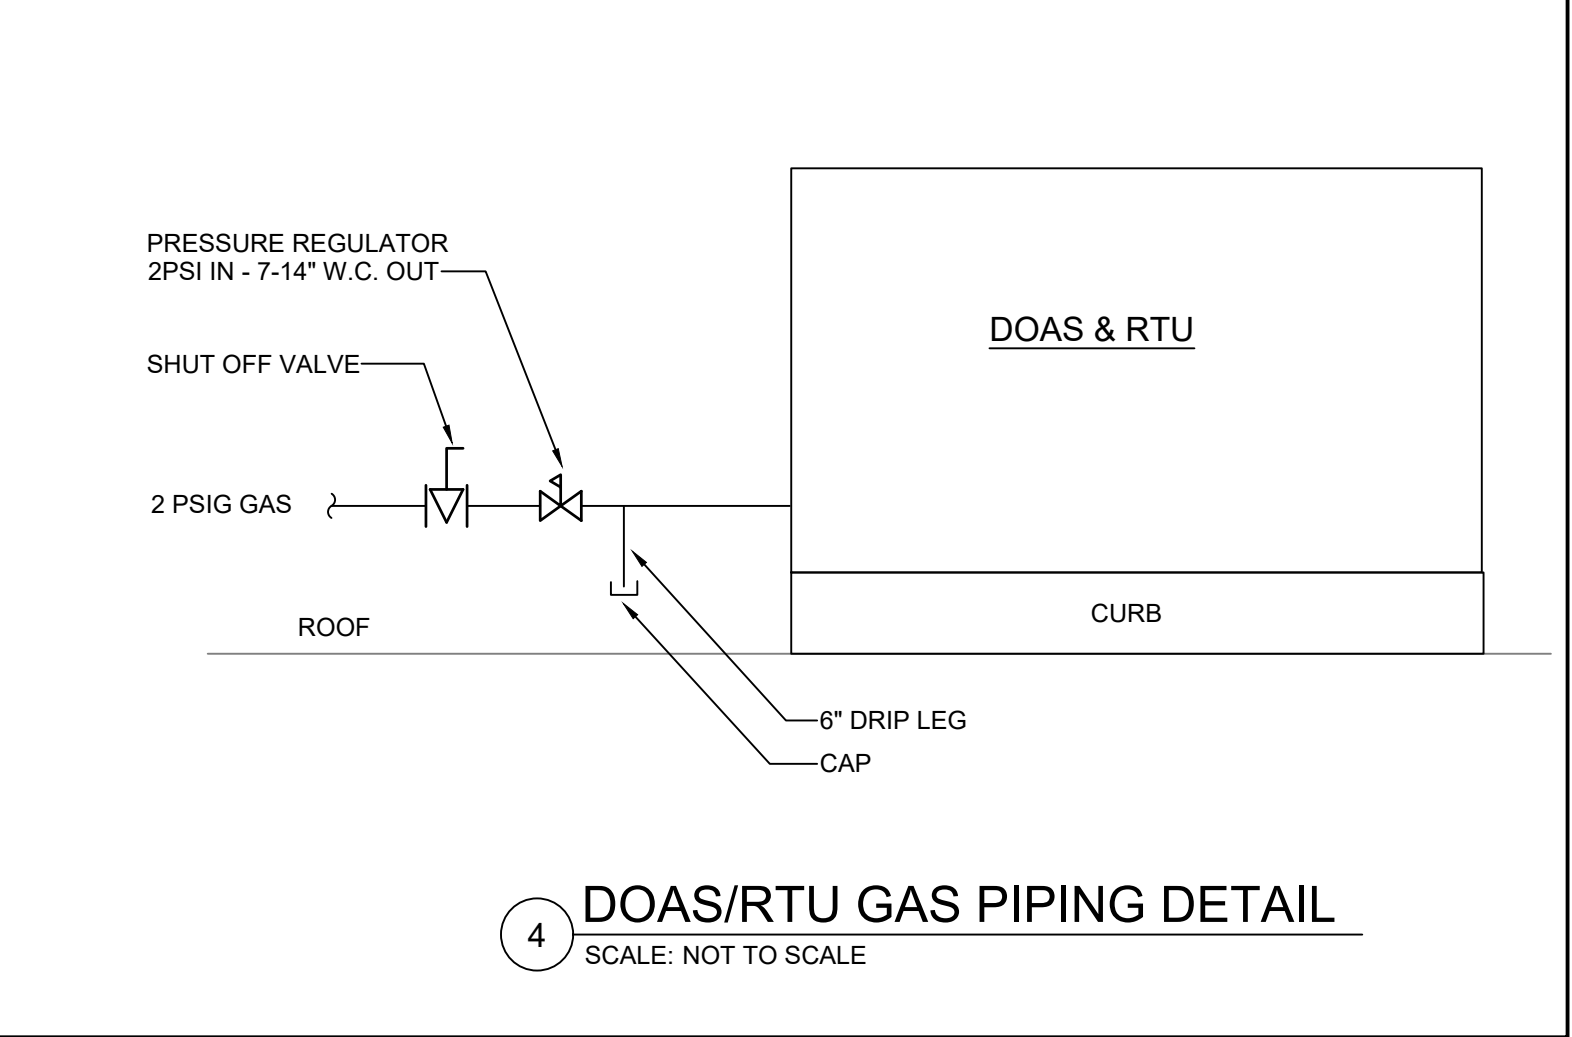 PRESSURE REGULATOR
2PSI IN - 7-14" W.C. OUT
SHUT OFF VALVE
2 PSIG GAS
DOAS & RTU
CURB
ROOF
6" DRIP LEG
CAP
4
DOAS/RTU GAS PIPING DETAIL
SCALE: NOT TO SCALE